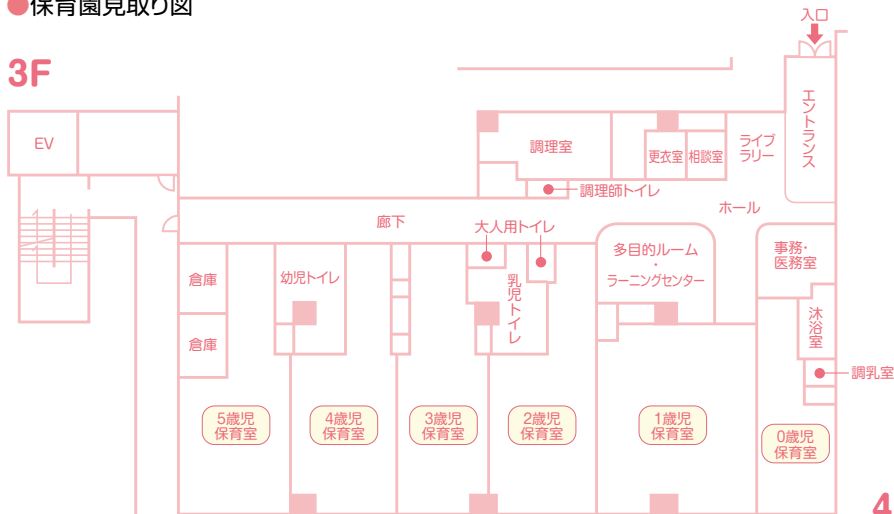 ●保育園見取り図
3F
入口
エントランス
EV
調理室
更衣室
相談室
ライブ
ラリー
調理師トイレ
ホール
廊下
大人用トイレ
多目的ルーム
・
ラーニングセンター
事務・
医務室
倉庫
幼児トイレ
乳児トイレ
倉庫
沐浴室
調乳室
5歳児
保育室
4歳児
保育室
3歳児
保育室
2歳児
保育室
1歳児
保育室
0歳児
保育室
4